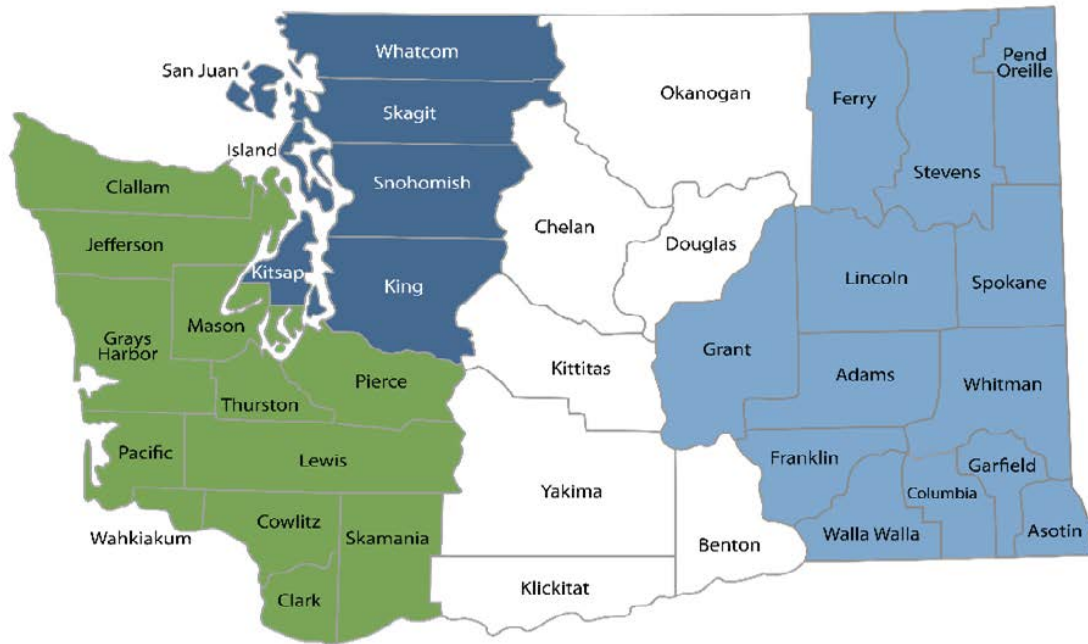 Whatcom
San Juan
Pend
Oreille
Okanogan
Ferry
Skagit
Island
Stevens
Snohomish
Clallam
Chelan
Douglas
Jefferson
Kitsap
King
Lincoln
Spokane
Mason
Grays
Harbor
Grant
Kittitas
Pierce
Adams
Whitman
Thurston
Pacific
Lewis
Franklin
Garfield
Yakima
Columbia
Cowlitz
Skamania
Wahkiakum
Walla Walla
Asotin
Benton
Klickitat
Clark